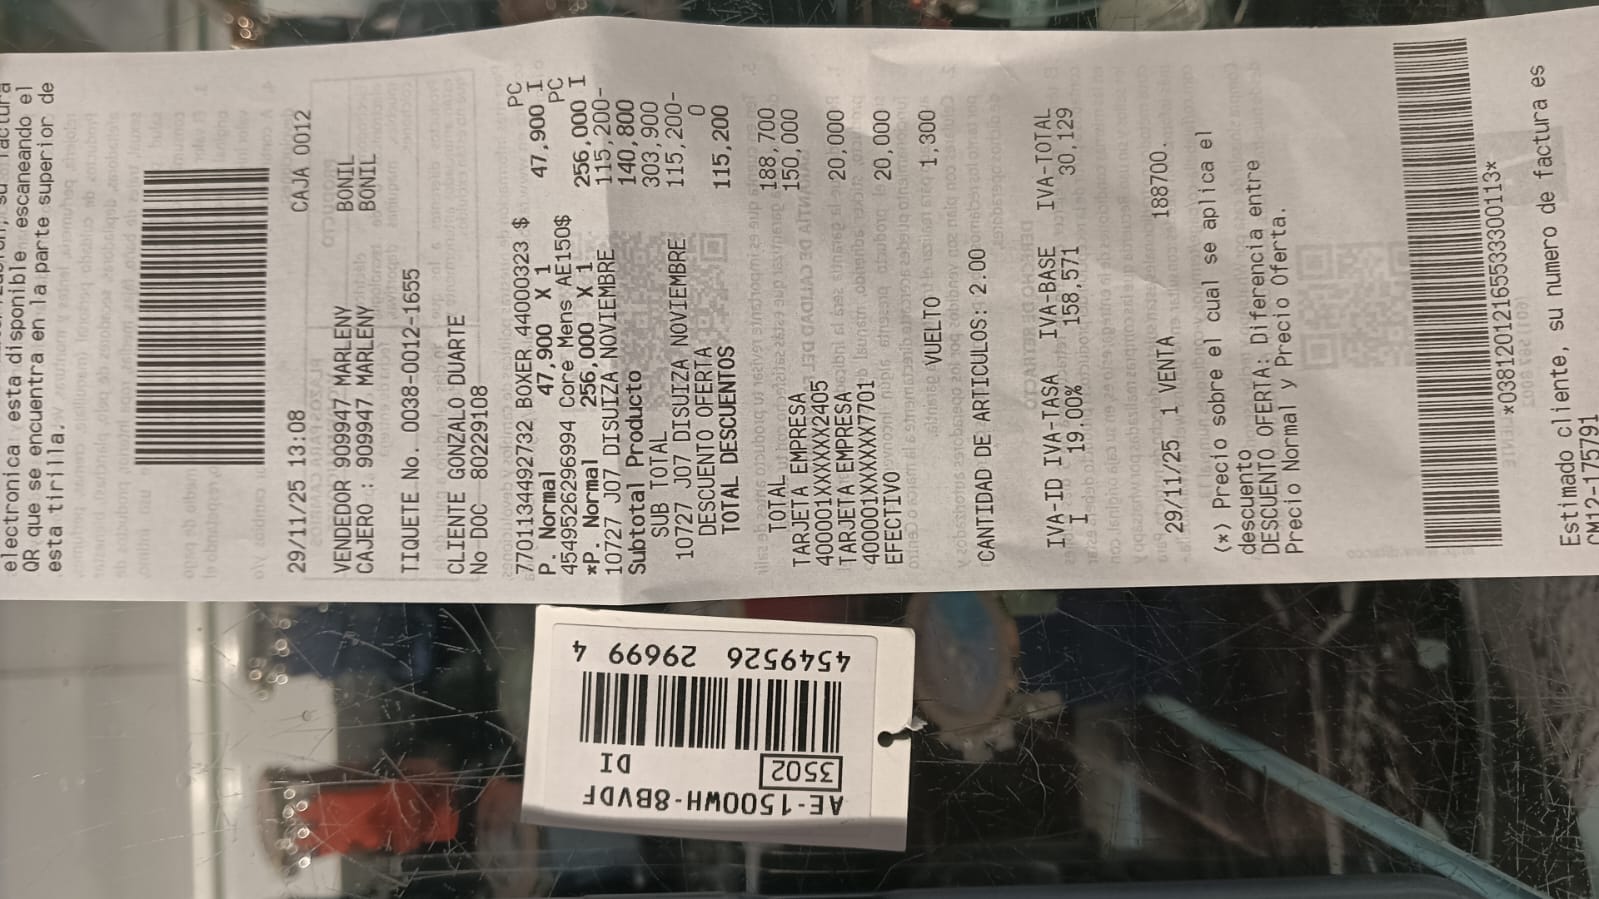 electronica esta disponible escaneando el
QR que se encuentra en la parte superior de
esta tirilla.
29/11/25 13:08 CAJA 0012
VENDEDOR 909947 MARLENY BONIL
CAJERO : 909947 MARLENY BONIL
TIQUETE No. 0038-0012-1655
CLIENTE GONZALO DUARTE
No DOC 80229108
7701134492732 BOXER 44000323 $ PC
P. Normal 47,900 X 1 47,900 I
4549526296994 Core Mens AE150$ PC
*P. Normal 256,000 X 1 256,000 I
10727 J07 DISUIZA NOVIEMBRE 115,200-
Subtotal Producto 140,800
SUB TOTAL 303,900
10727 J07 DISUIZA NOVIEMBRE 115,200-
DESCUENTO OFERTA 0
TOTAL DESCUENTOS 115,200
TOTAL 188,700
TARJETA EMPRESA 150,000
400001XXXXXX2405
TARJETA EMPRESA 20,000
400001XXXXXX7701
EFECTIVO 20,000
VUELTO 1,300
CANTIDAD DE ARTICULOS: 2.00
IVA-ID IVA-TASA IVA-BASE IVA-TOTAL
I 19.00% 158,571 30,129
29/11/25 1 VENTA 188700.
(*) Precio sobre el cual se aplica el
descuento
DESCUENTO OFERTA: Diferencia entre
Precio Normal y Precio Oferta.
*0381201216553300113*
Estimado cliente, su numero de factura es
CM12-175791
AE-1500WH-8BVDF
3502 DI
4549526 29699 4